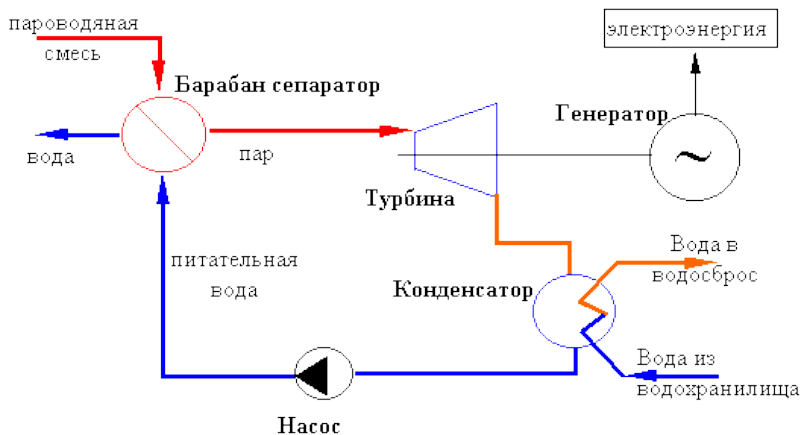 пароводяная
смесь
Барабан сепаратор
вода
пар
электроэнергия
Генератор
~
Турбина
питательная
вода
Вода в
водосброс
Конденсатор
Вода из
водохранилища
Насос